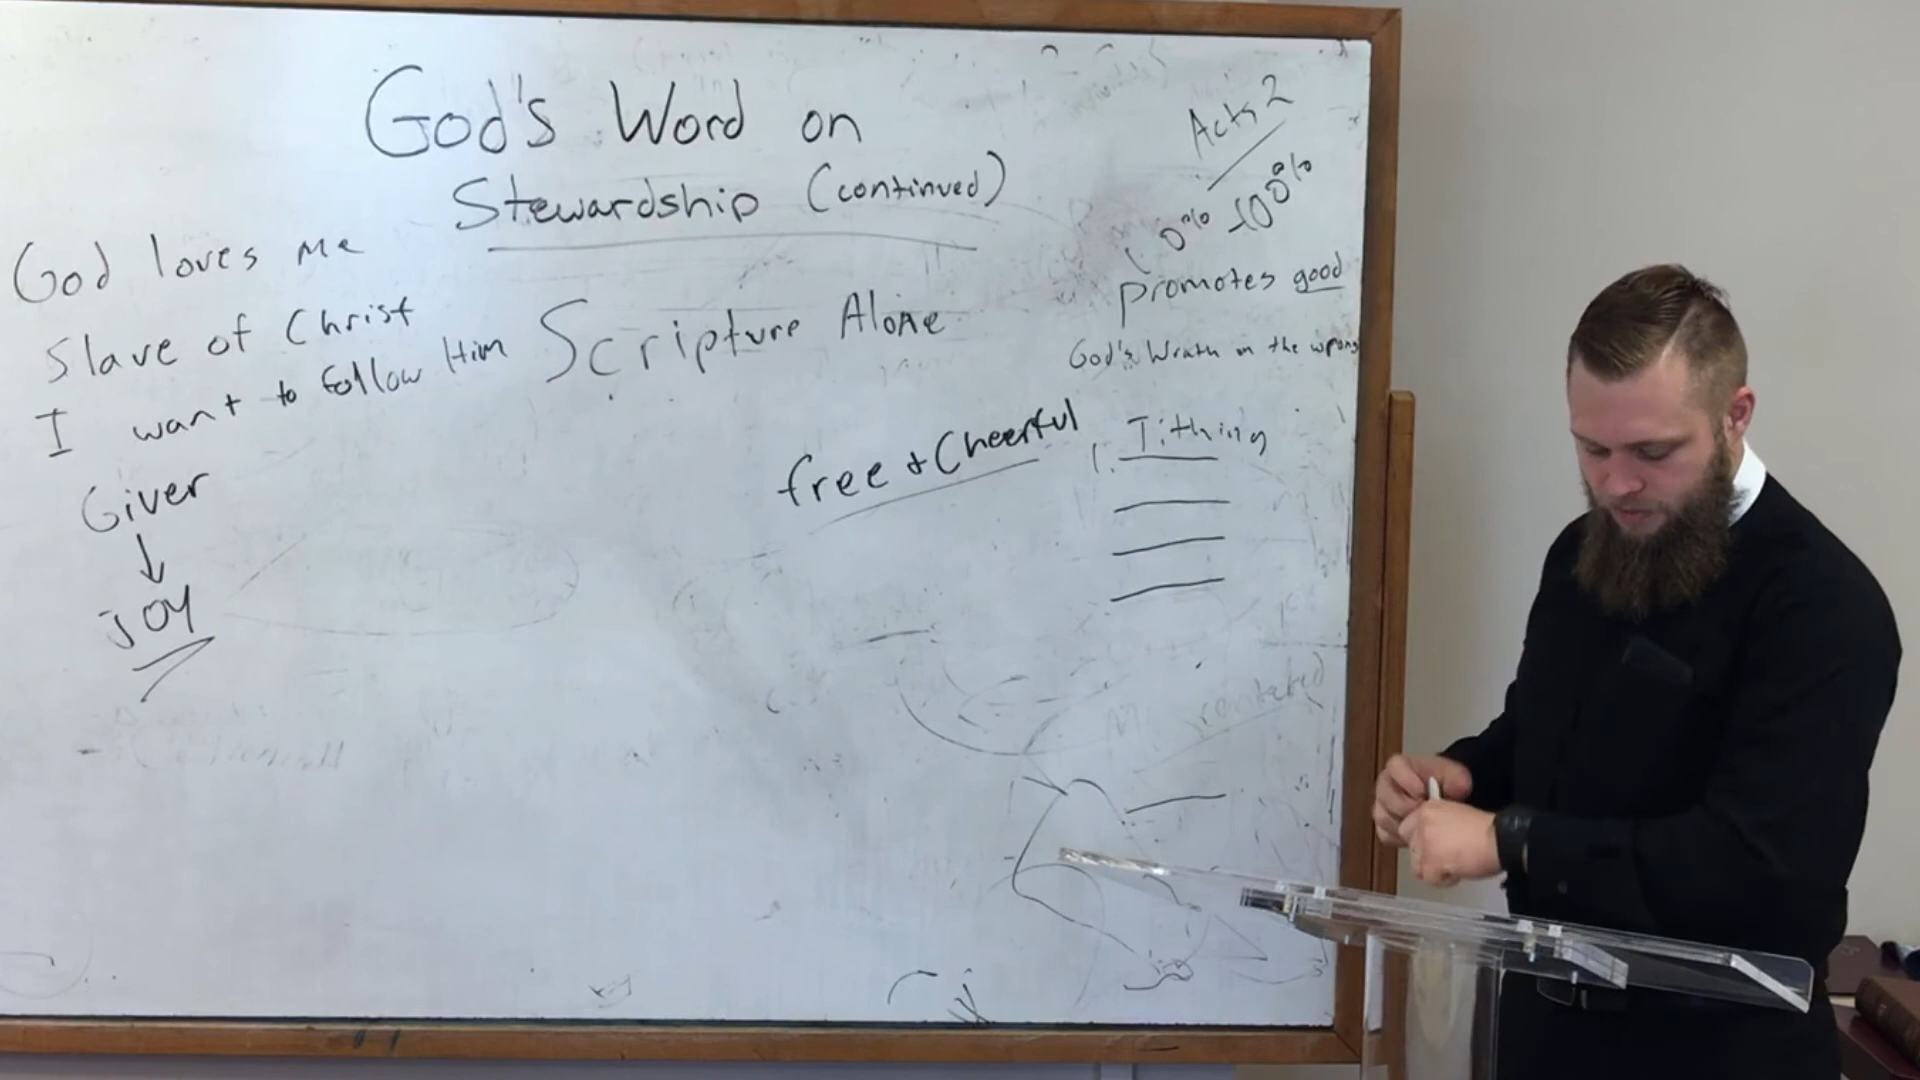 God's Word on
Stewardship (continued)
God loves me
Slave of Christ
I want to follow Him
Giver
JOY
Scripture Alone
free & Cheerful
Acts 2
0% 100%
promotes good
God's Wrath on the wrong
1. Tithing